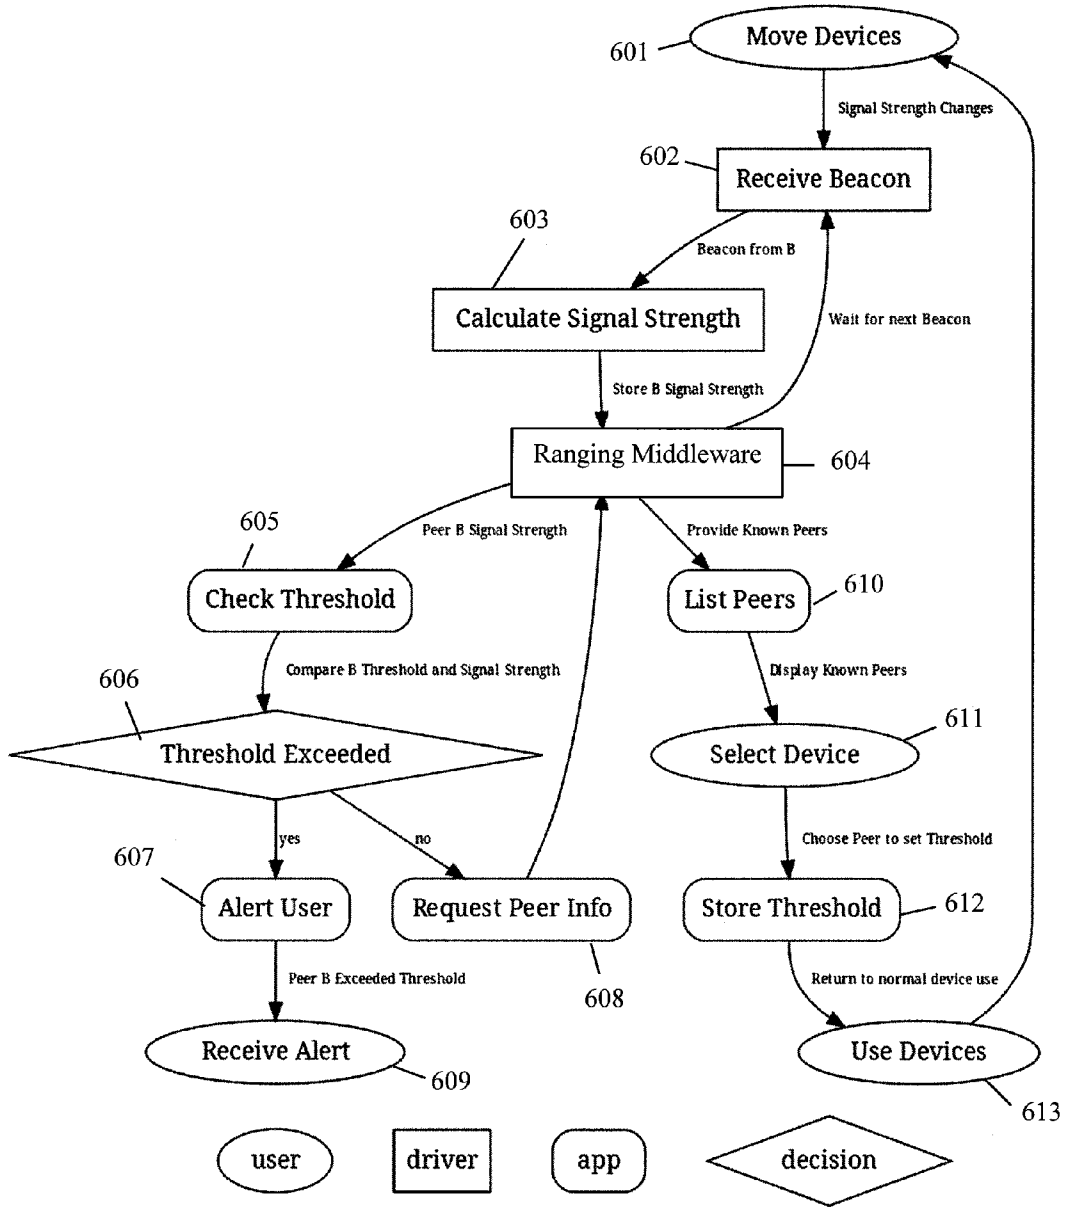 Move Devices
601
Signal Strength Changes
602
Receive Beacon
603
Beacon from B
Calculate Signal Strength
Wait for next Beacon
Store B Signal Strength
Ranging Middleware
604
605
Peer B Signal Strength
Provide Known Peers
Check Threshold
List Peers
610
606
Compare B Threshold and Signal Strength
Display Known Peers
Threshold Exceeded
Select Device
611
yes
no
Choose Peer to set Threshold
607
Alert User
Request Peer Info
Store Threshold
612
Peer B Exceeded Threshold
608
Return to normal device use
Receive Alert
609
Use Devices
613
user
driver
app
decision